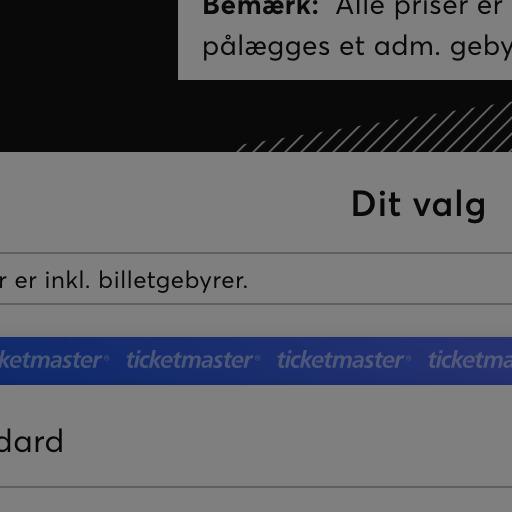 Bemærk: Alle priser er
pålægges et adm. geby
Dit valg
r er inkl. billetgebyrer.
ketmaster® ticketmaster® ticketmaster® ticketma
dard